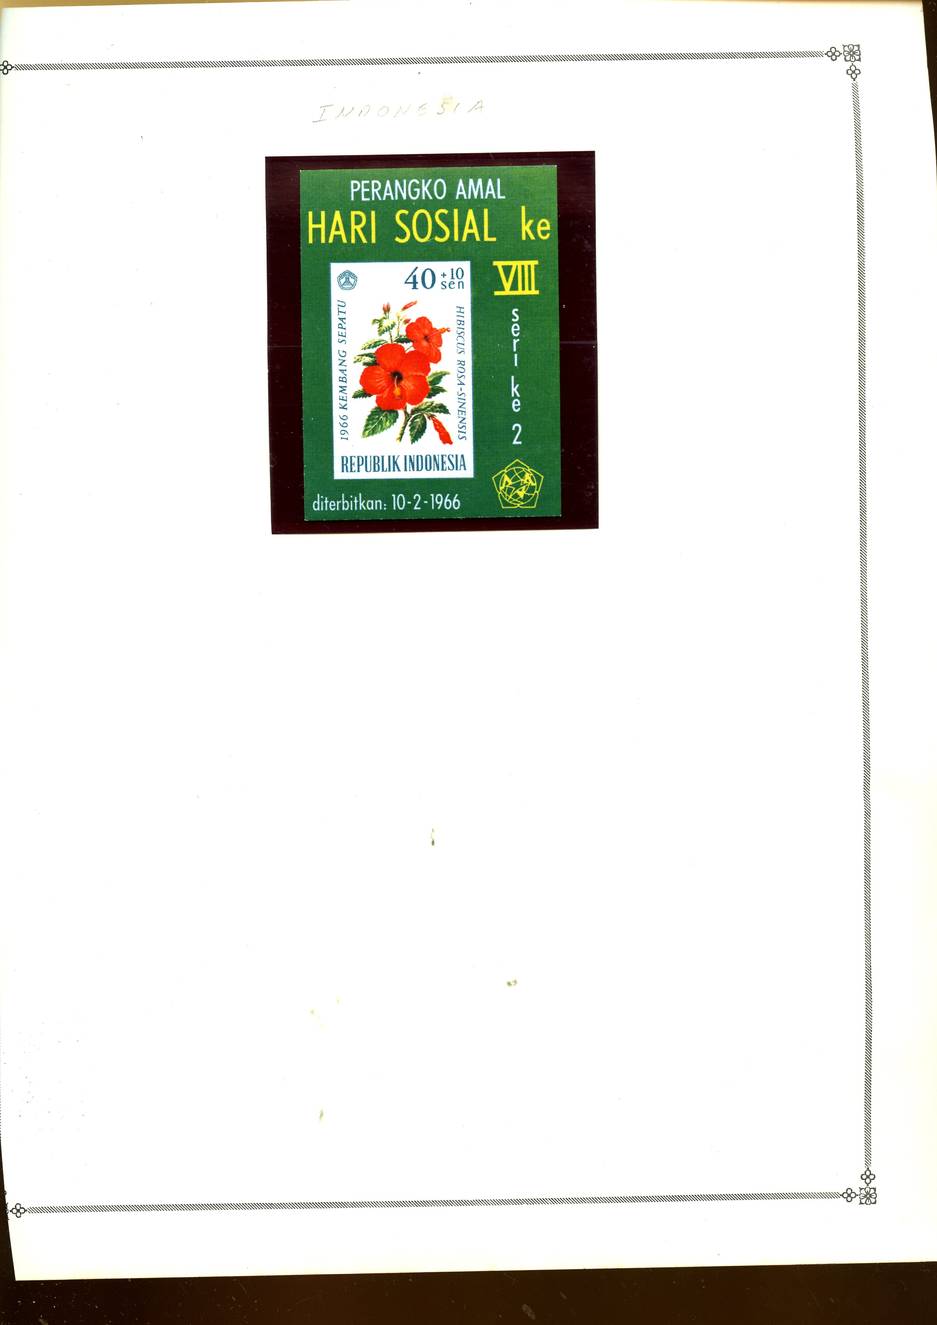 INDONESIA
PERANGKO AMAL
HARI SOSIAL ke
VIII
seri ke 2
40 +10 sen
1966 KEMBANG SEPATU
HIBISCUS ROSA-SINENSIS
REPUBLIK INDONESIA
diterbitkan: 10-2-1966